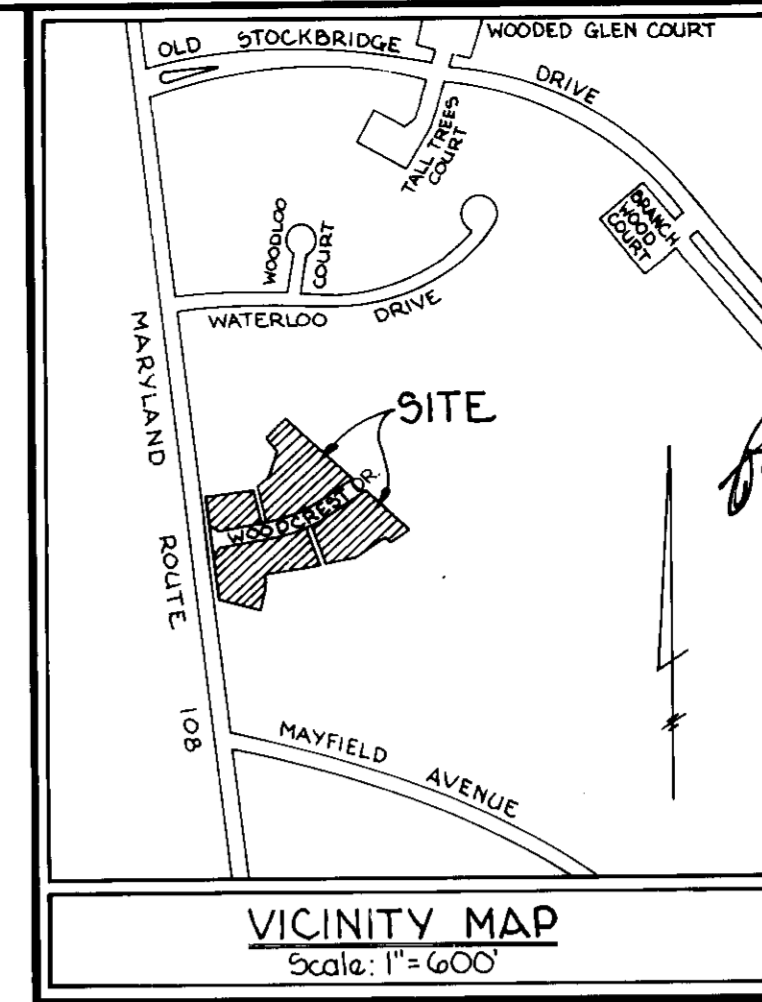 WOODED GLEN COURT
OLD STOCKBRIDGE
DRIVE
TALL TREES
COURT
BRANCH
WOOD
COURT
WOODLOO
COURT
WATERLOO DRIVE
MARYLAND
ROUTE
108
SITE
WOODCREST DR.
MAYFIELD AVENUE
VICINITY MAP
Scale: 1"=600'